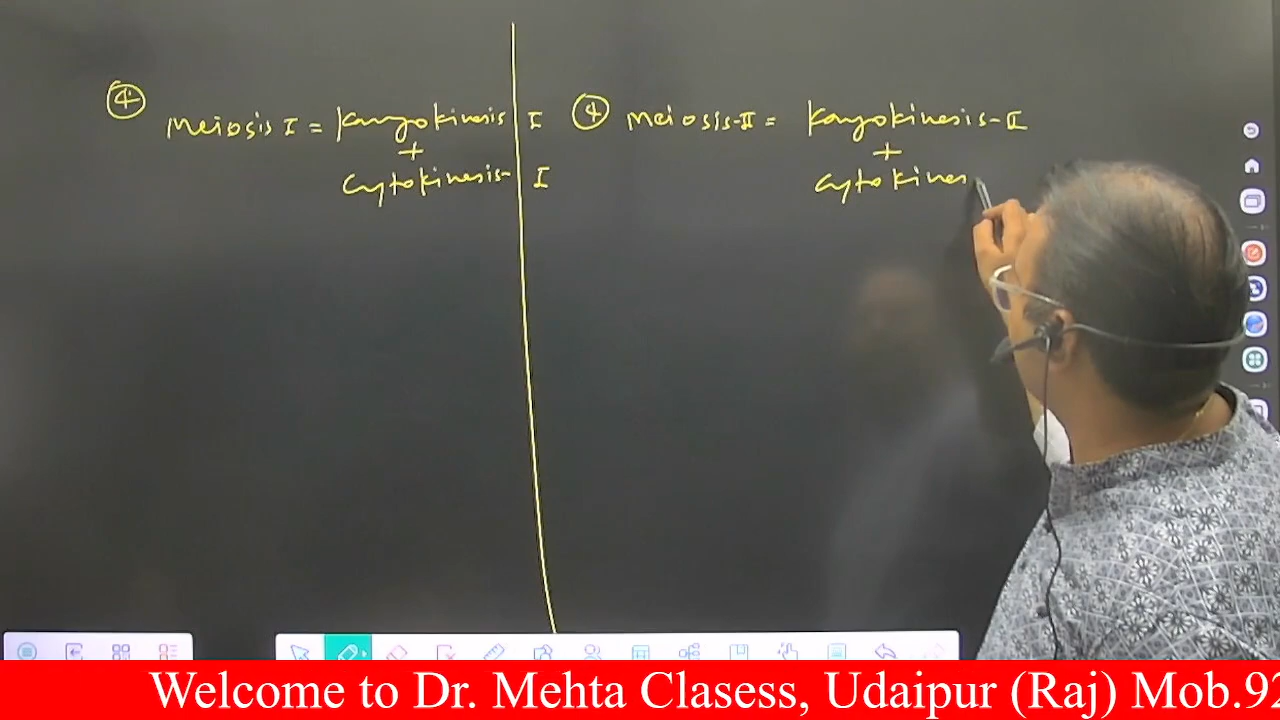 ④ Meiosis I = Karyokinesis I
+
Cytokinesis- I
④ Meiosis-II = Karyokinesis-II
+
Cytokines
Welcome to Dr. Mehta Clasess, Udaipur (Raj) Mob.92